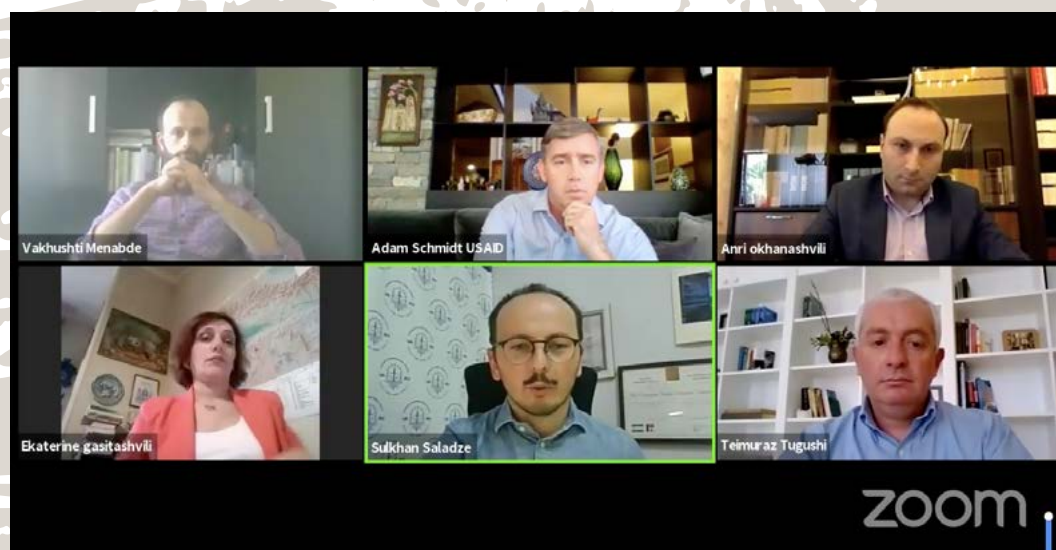 Vakhushti Menabde
Adam Schmidt USAID
Anri okhanashvili
Ekaterine gasitashvili
Sulkhan Saladze
Teimuraz Tugushi
zoom